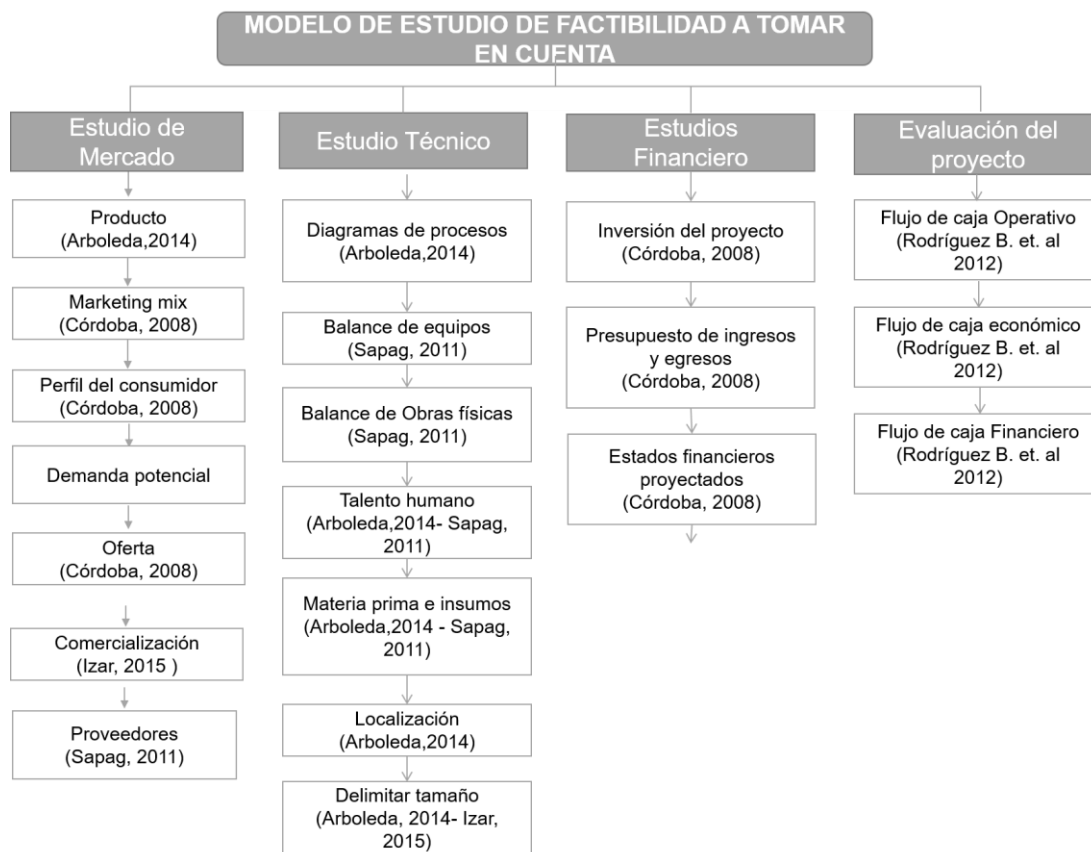 MODELO DE ESTUDIO DE FACTIBILIDAD A TOMAR
EN CUENTA
Estudio de
Mercado
Producto
(Arboleda,2014)
Marketing mix
(Córdoba, 2008)
Perfil del consumidor
(Córdoba, 2008)
Demanda potencial
Oferta
(Córdoba, 2008)
Comercialización
(Izar, 2015 )
Proveedores
(Sapag, 2011)
Estudio Técnico
Diagramas de procesos
(Arboleda,2014)
Balance de equipos
(Sapag, 2011)
Balance de Obras físicas
(Sapag, 2011)
Talento humano
(Arboleda,2014- Sapag,
2011)
Materia prima e insumos
(Arboleda,2014 - Sapag,
2011)
Localización
(Arboleda,2014)
Delimitar tamaño
(Arboleda, 2014- Izar,
2015)
Estudios
Financiero
Inversión del proyecto
(Córdoba, 2008)
Presupuesto de ingresos
y egresos
(Córdoba, 2008)
Estados financieros
proyectados
(Córdoba, 2008)
Evaluación del
proyecto
Flujo de caja Operativo
(Rodríguez B. et. al
2012)
Flujo de caja económico
(Rodríguez B. et. al
2012)
Flujo de caja Financiero
(Rodríguez B. et. al
2012)